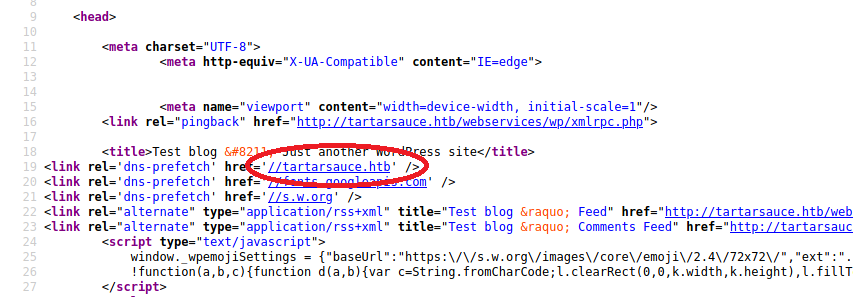 8
9 <head>
10
11 <meta charset="UTF-8">
12 <meta http-equiv="X-UA-Compatible" content="IE=edge">
13
14
15 <meta name="viewport" content="width=device-width, initial-scale=1"/>
16 <link rel="pingback" href="http://tartarsauce.htb/webservices/wp/xmlrpc.php">
17
18 <title>Test blog &#8211; Just another WordPress site</title>
19 <link rel='dns-prefetch' href='//tartarsauce.htb' />
20 <link rel='dns-prefetch' href='//fonts.googleapis.com' />
21 <link rel='dns-prefetch' href='//s.w.org' />
22 <link rel="alternate" type="application/rss+xml" title="Test blog &raquo; Feed" href="http://tartarsauce.htb/web
23 <link rel="alternate" type="application/rss+xml" title="Test blog &raquo; Comments Feed" href="http://tartarsauc
24 <script type="text/javascript">
25 window._wpemojiSettings = {"baseUrl":"https:\/\/s.w.org\/images\/core\/emoji\/2.4\/72x72\/","ext":".
26 !function(a,b,c){function d(a,b){var c=String.fromCharCode;l.clearRect(0,0,k.width,k.height),l.fillT
27 </script>